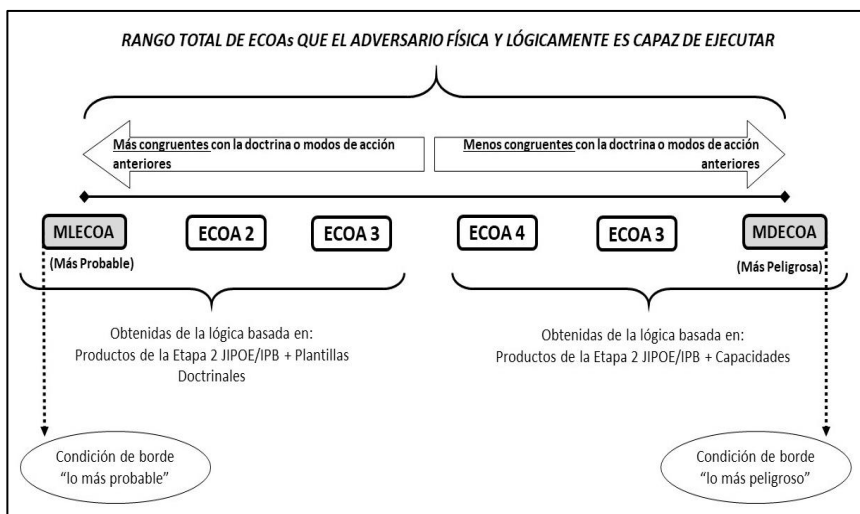 RANGO TOTAL DE ECOAs QUE EL ADVERSARIO FÍSICA Y LÓGICAMENTE ES CAPAZ DE EJECUTAR
Más congruentes con la doctrina o modos de acción
anteriores
Menos congruentes con la doctrina o modos de acción
anteriores
MLECOA
ECOA 2
ECOA 3
ECOA 4
ECOA 3
MDECOA
(Más Probable)
(Más Peligrosa)
Obtenidas de la lógica basada en:
Productos de la Etapa 2 JIPOE/IPB + Plantillas
Doctrinales
Obtenidas de la lógica basada en:
Productos de la Etapa 2 JIPOE/IPB + Capacidades
Condición de borde
“lo más probable”
Condición de borde
“lo más peligroso”